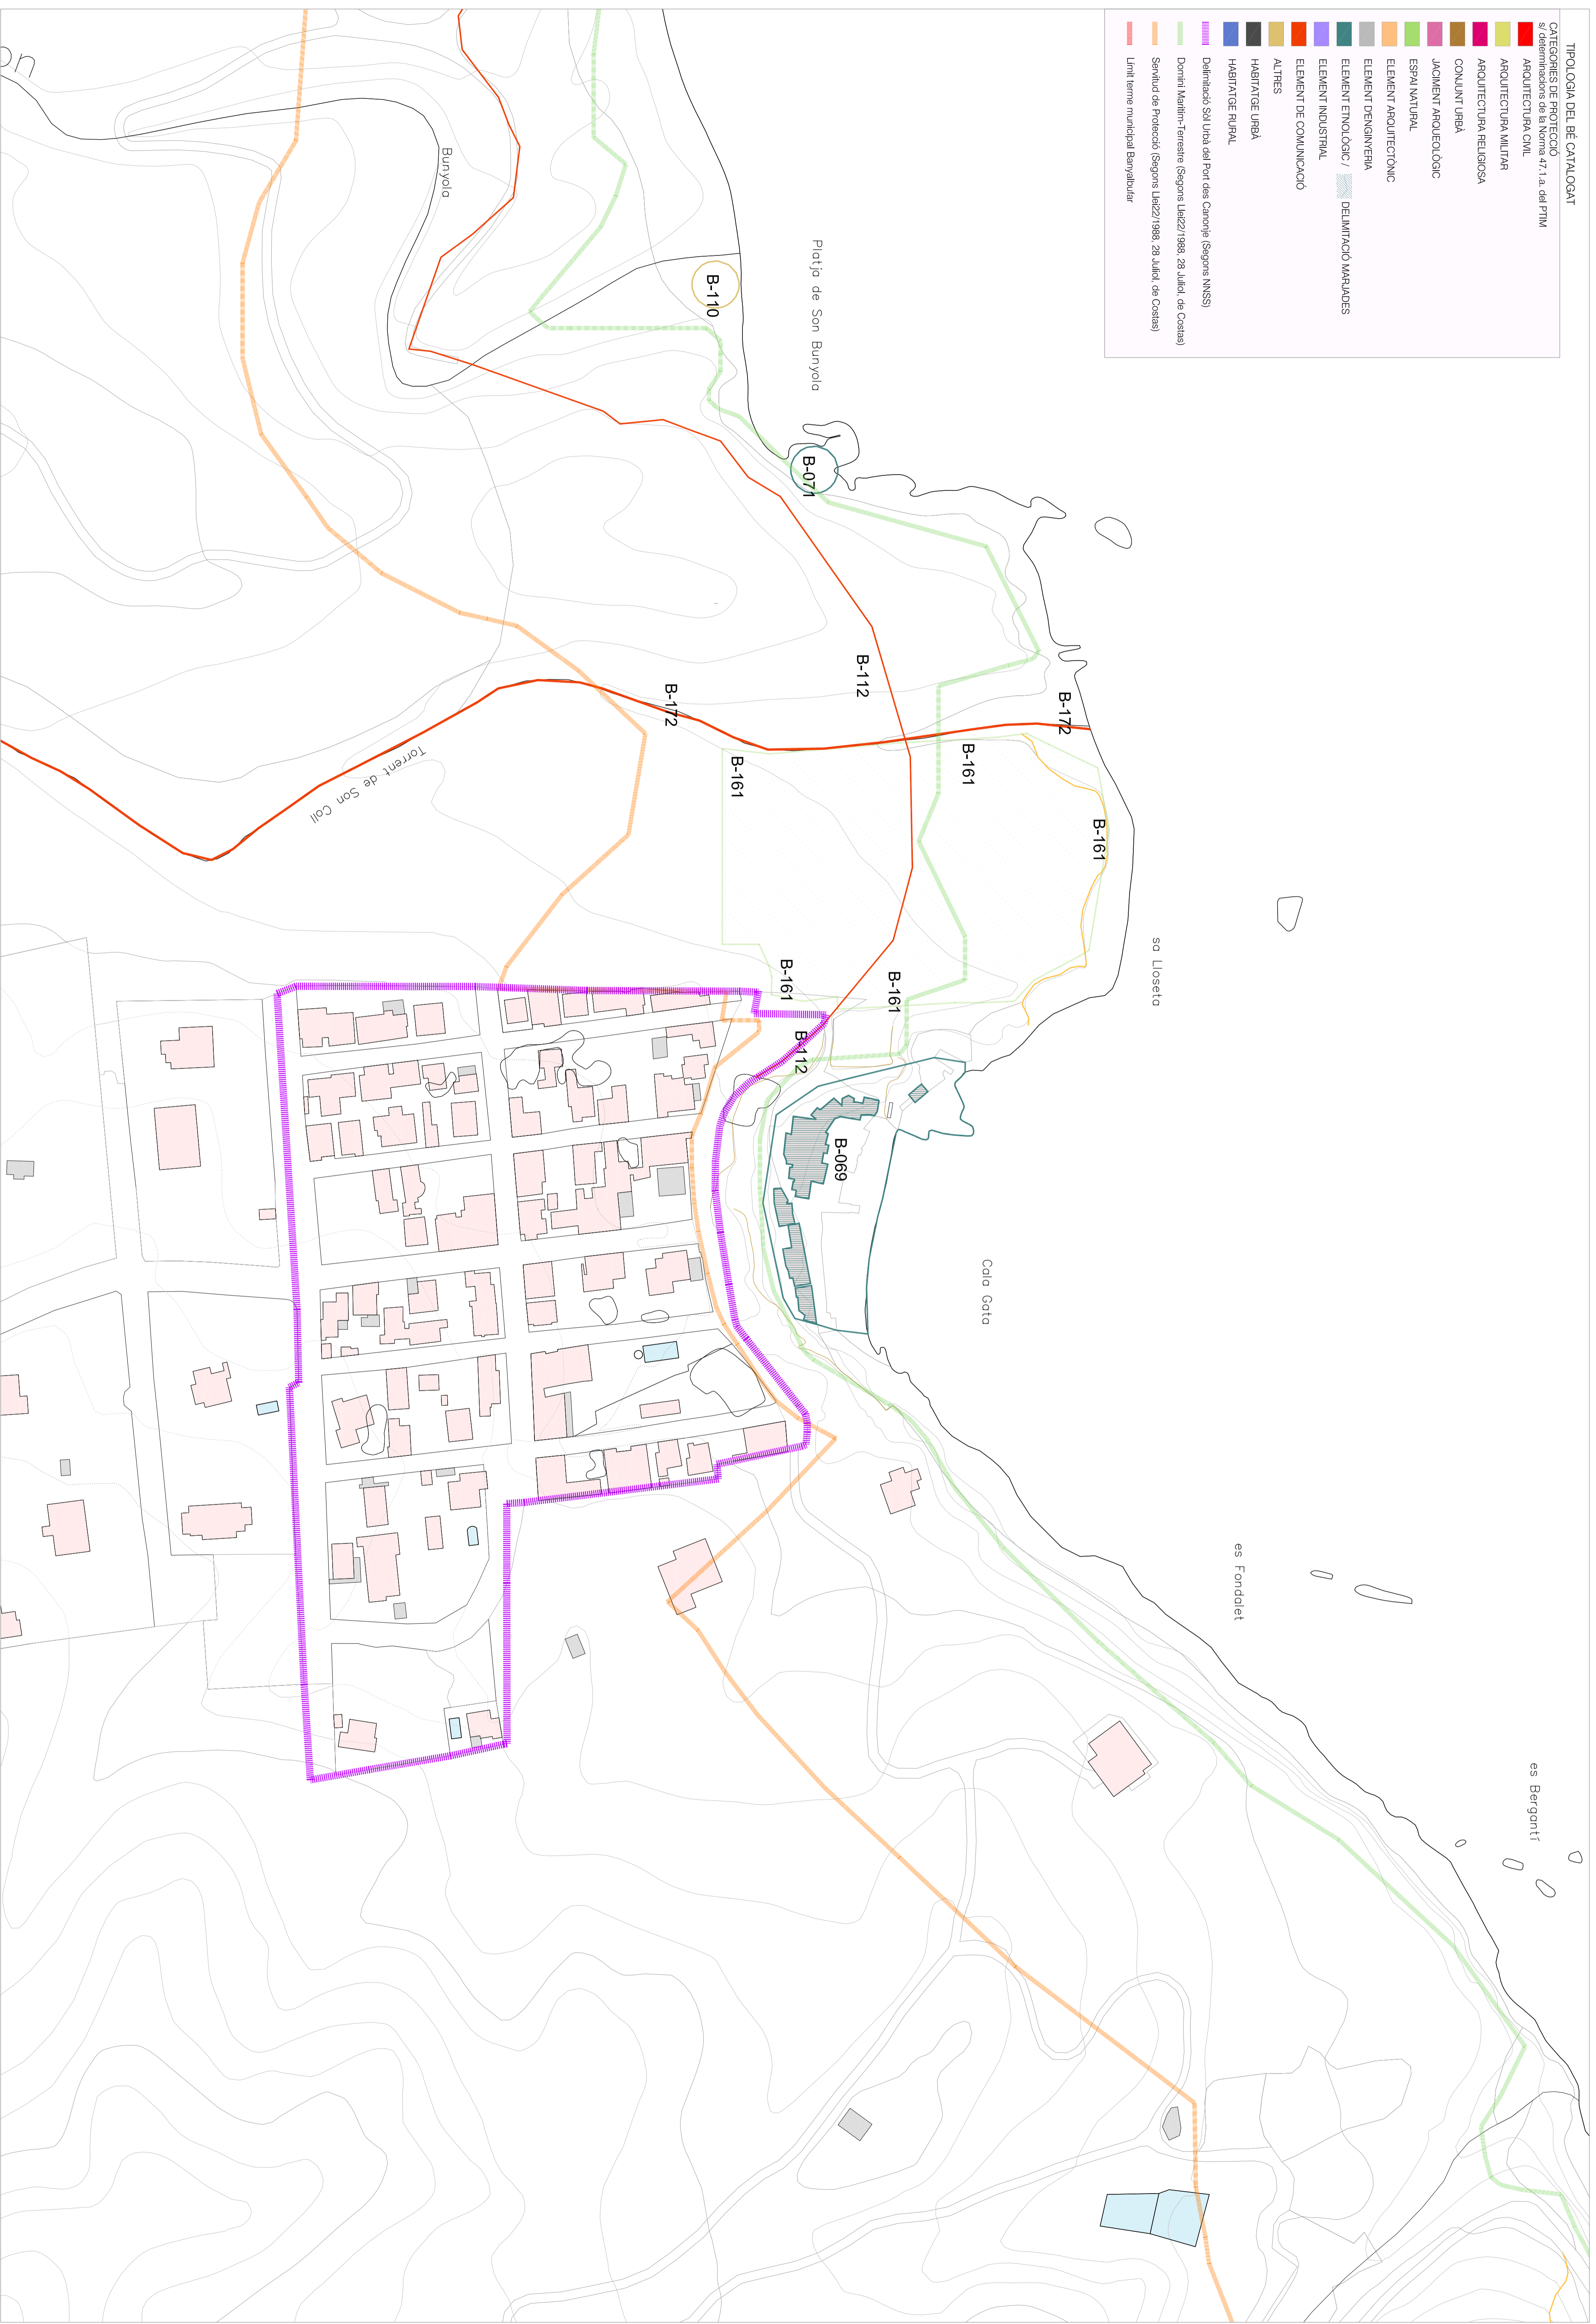 TIPOLOGIA DEL BÉ CATALOGAT
CATEGORIES DE PROTECCIÓ
s/ determinacions de la Norma 47.1.a. del PTIM
ARQUITECTURA CIVIL
ARQUITECTURA MILITAR
ARQUITECTURA RELIGIOSA
CONJUNT URBÀ
JACIMENT ARQUEOLÒGIC
ESPAI NATURAL
ELEMENT ARQUITECTÒNIC
ELEMENT D'ENGINYERIA
ELEMENT ETNOLÒGIC / DELIMITACIÓ MARJADES
ELEMENT INDUSTRIAL
ELEMENT DE COMUNICACIÓ
ALTRES
HABITATGE URBÀ
HABITATGE RURAL
Delimitació Sòl Urbà del Port des Canonje (Segons NNSS)
Domini Marítim-Terrestre (Segons Llei22/1988, 28 Juliol, de Costas)
Servitud de Protecció (Segons Llei22/1988, 28 Juliol, de Costas)
Límit terme municipal Banyalbufar
es Bergantí
es Fondalet
sa Lloseta
Cala Gata
Platja de Son Bunyola
B-172
B-161
B-161
B-161
B-112
B-071
B-069
B-112
B-161
B-161
B-110
B-172
Bunyola
Torrent de Son Coll
on